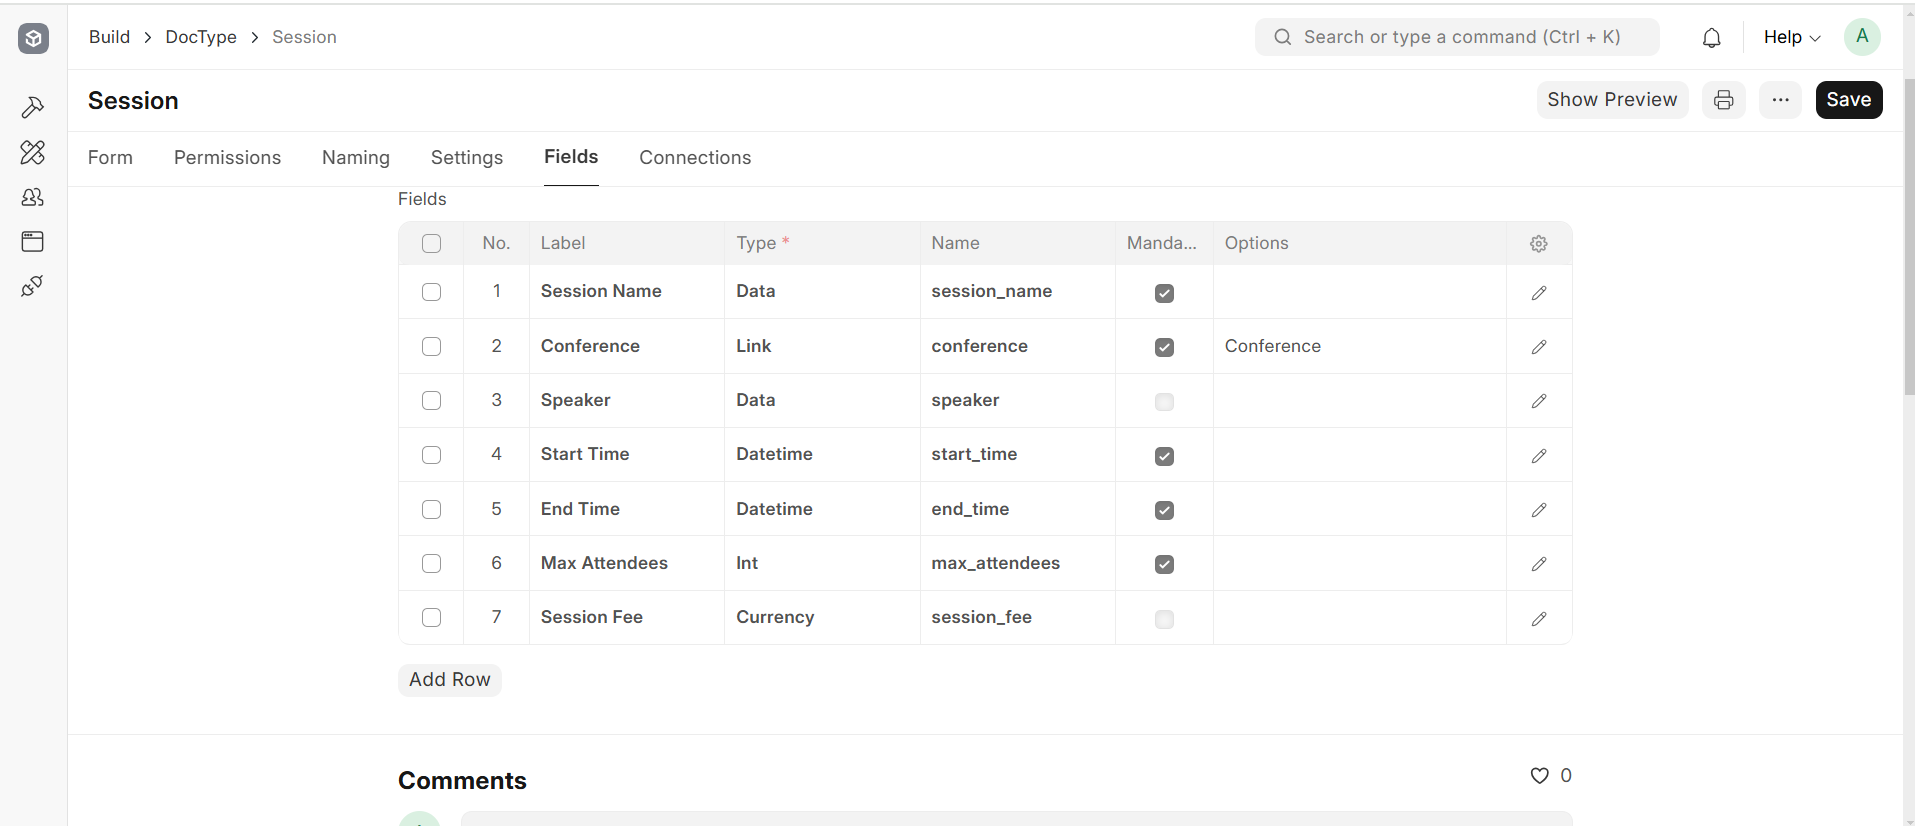 Build > DocType > Session
Search or type a command (Ctrl + K)
Help
A
Session
Show Preview
...
Save
Form Permissions Naming Settings Fields Connections
Fields
No. Label Type * Name Manda... Options
1 Session Name Data session_name
2 Conference Link conference Conference
3 Speaker Data speaker
4 Start Time Datetime start_time
5 End Time Datetime end_time
6 Max Attendees Int max_attendees
7 Session Fee Currency session_fee
Add Row
Comments
0